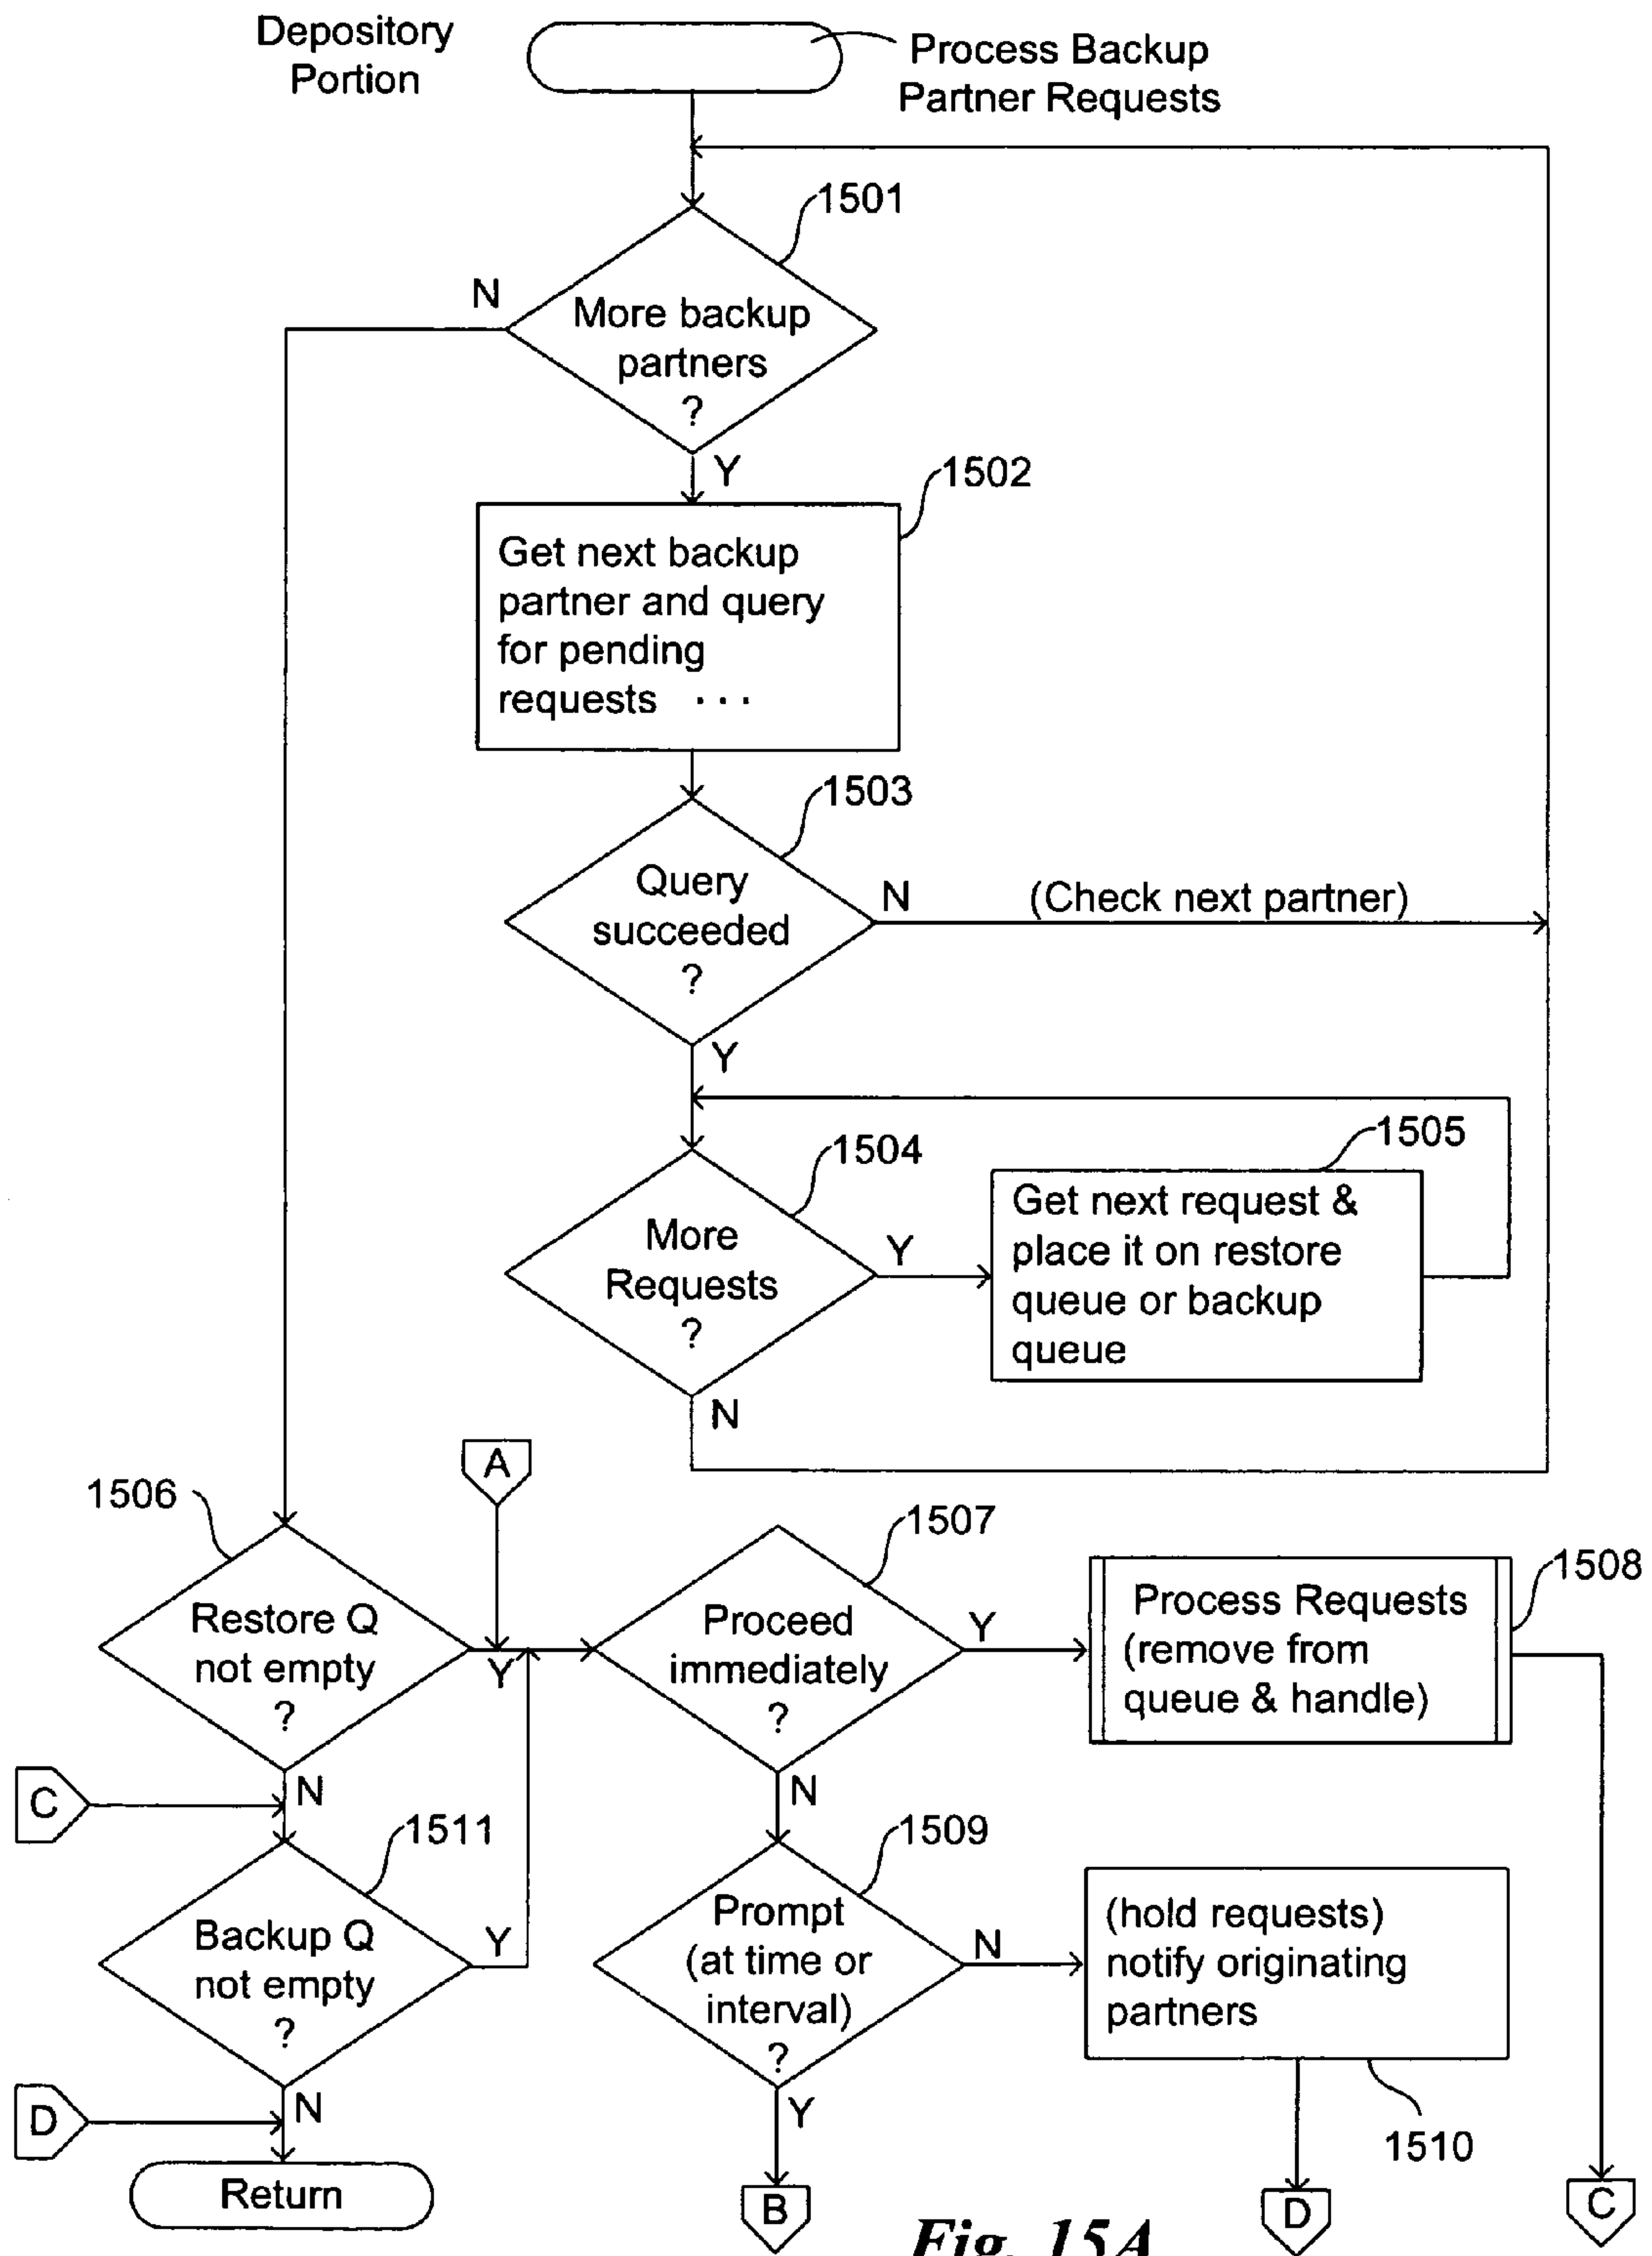 Depository
Portion
Process Backup
Partner Requests
1501
N
More backup
partners
?
Y
1502
Get next backup
partner and query
for pending
requests ...
1503
Query
succeeded
?
N
(Check next partner)
Y
1504
More
Requests
?
Y
1505
Get next request &
place it on restore
queue or backup
queue
N
A
1506
Restore Q
not empty
?
Y
1507
Proceed
immediately
?
Y
1508
Process Requests
(remove from
queue & handle)
N
C
N
1511
Backup Q
not empty
?
Y
1509
Prompt
(at time or
interval)
?
N
(hold requests)
notify originating
partners
1510
D
N
Return
Y
B
D
C
Fig. 15A